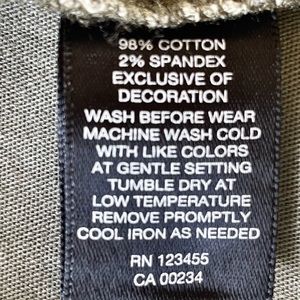 98% COTTON
2% SPANDEX
EXCLUSIVE OF
DECORATION
WASH BEFORE WEAR
MACHINE WASH COLD
WITH LIKE COLORS
AT GENTLE SETTING
TUMBLE DRY AT
LOW TEMPERATURE
REMOVE PROMPTLY
COOL IRON AS NEEDED
RN 123455
CA 00234